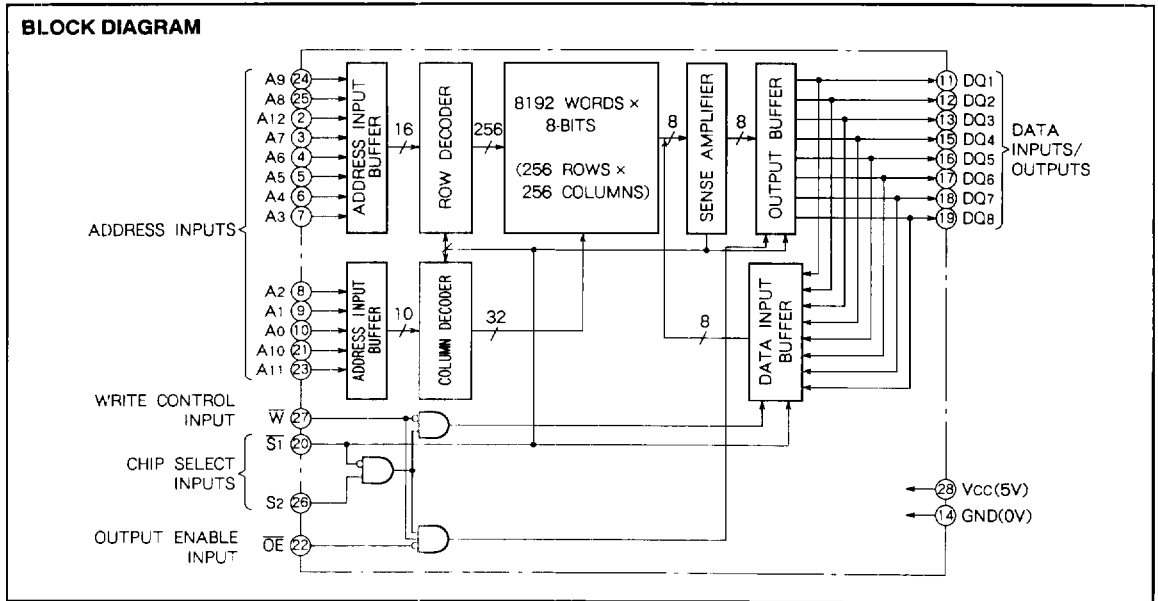 BLOCK DIAGRAM
ADDRESS INPUTS
A9 24
A8 25
A12 2
A7 3
A6 4
A5 5
A4 6
A3 7
A2 8
A1 9
A0 10
A10 21
A11 23
WRITE CONTROL
INPUT
W 27
S1 20
CHIP SELECT
INPUTS
S2 26
OUTPUT ENABLE
INPUT
OE 22
ADDRESS INPUT
BUFFER
16
ROW DECODER
256
8192 WORDS ×
8-BITS
(256 ROWS ×
256 COLUMNS)
8
SENSE AMPLIFIER
8
OUTPUT BUFFER
ADDRESS INPUT
BUFFER
10
COLUMN DECODER
32
8
DATA INPUT
BUFFER
11 DQ1
12 DQ2
13 DQ3
15 DQ4
16 DQ5
17 DQ6
18 DQ7
19 DQ8
DATA
INPUTS/
OUTPUTS
28 VCC(5V)
14 GND(0V)